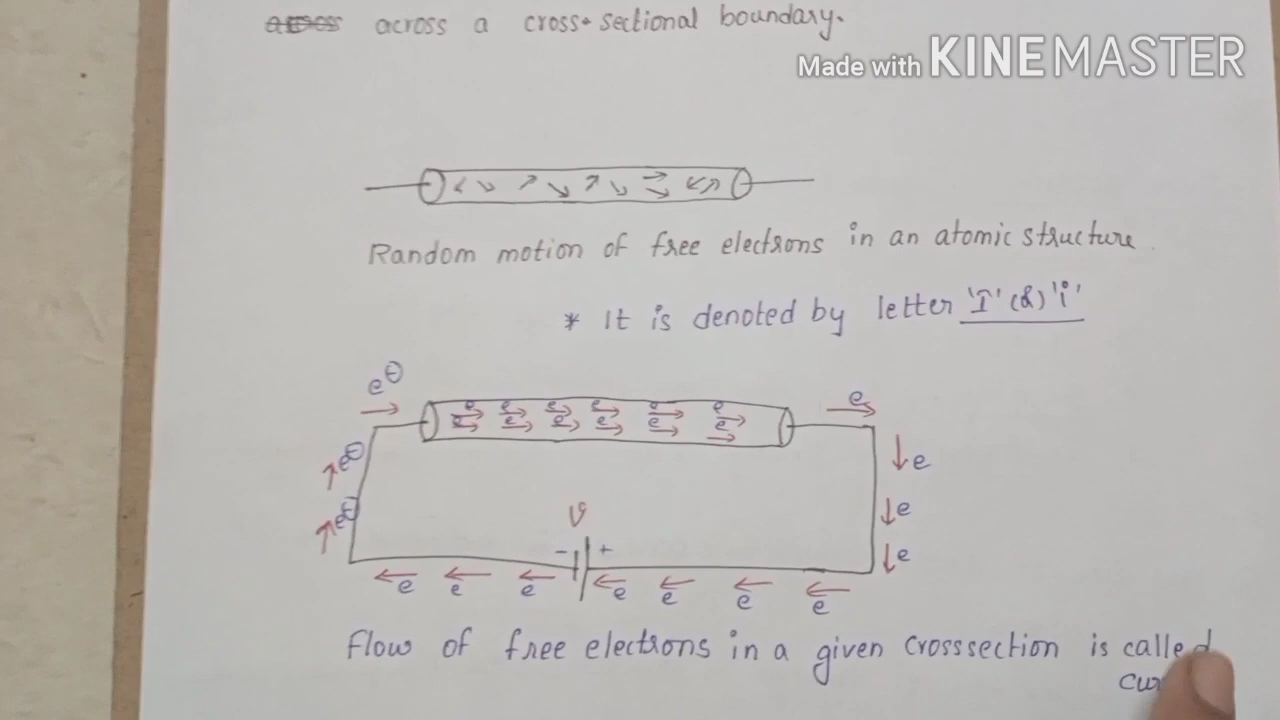 across a cross-sectional boundary.
Made with KINEMASTER
Random motion of free electrons in an atomic structure
* It is denoted by letter 'I' (or) 'i'
e⊖
e e e e e e
e e e e e e
e
e⊖
e
e⊖
e
V
- +
e
e e e e e e e
Flow of free electrons in a given crosssection is called